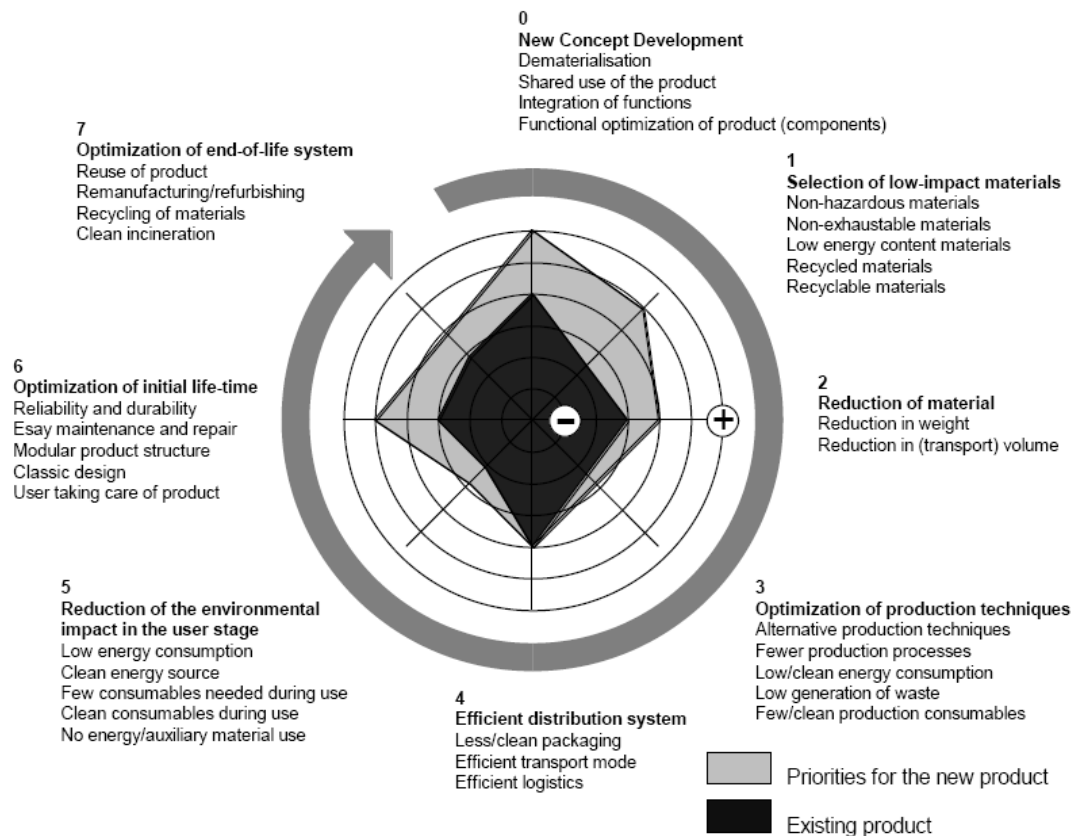 0
New Concept Development
Dematerialisation
Shared use of the product
Integration of functions
Functional optimization of product (components)
7
Optimization of end-of-life system
Reuse of product
Remanufacturing/refurbishing
Recycling of materials
Clean incineration
1
Selection of low-impact materials
Non-hazardous materials
Non-exhaustable materials
Low energy content materials
Recycled materials
Recyclable materials
6
Optimization of initial life-time
Reliability and durability
Esay maintenance and repair
Modular product structure
Classic design
User taking care of product
2
Reduction of material
Reduction in weight
Reduction in (transport) volume
−
+
5
Reduction of the environmental
impact in the user stage
Low energy consumption
Clean energy source
Few consumables needed during use
Clean consumables during use
No energy/auxiliary material use
4
Efficient distribution system
Less/clean packaging
Efficient transport mode
Efficient logistics
3
Optimization of production techniques
Alternative production techniques
Fewer production processes
Low/clean energy consumption
Low generation of waste
Few/clean production consumables
Priorities for the new product
Existing product